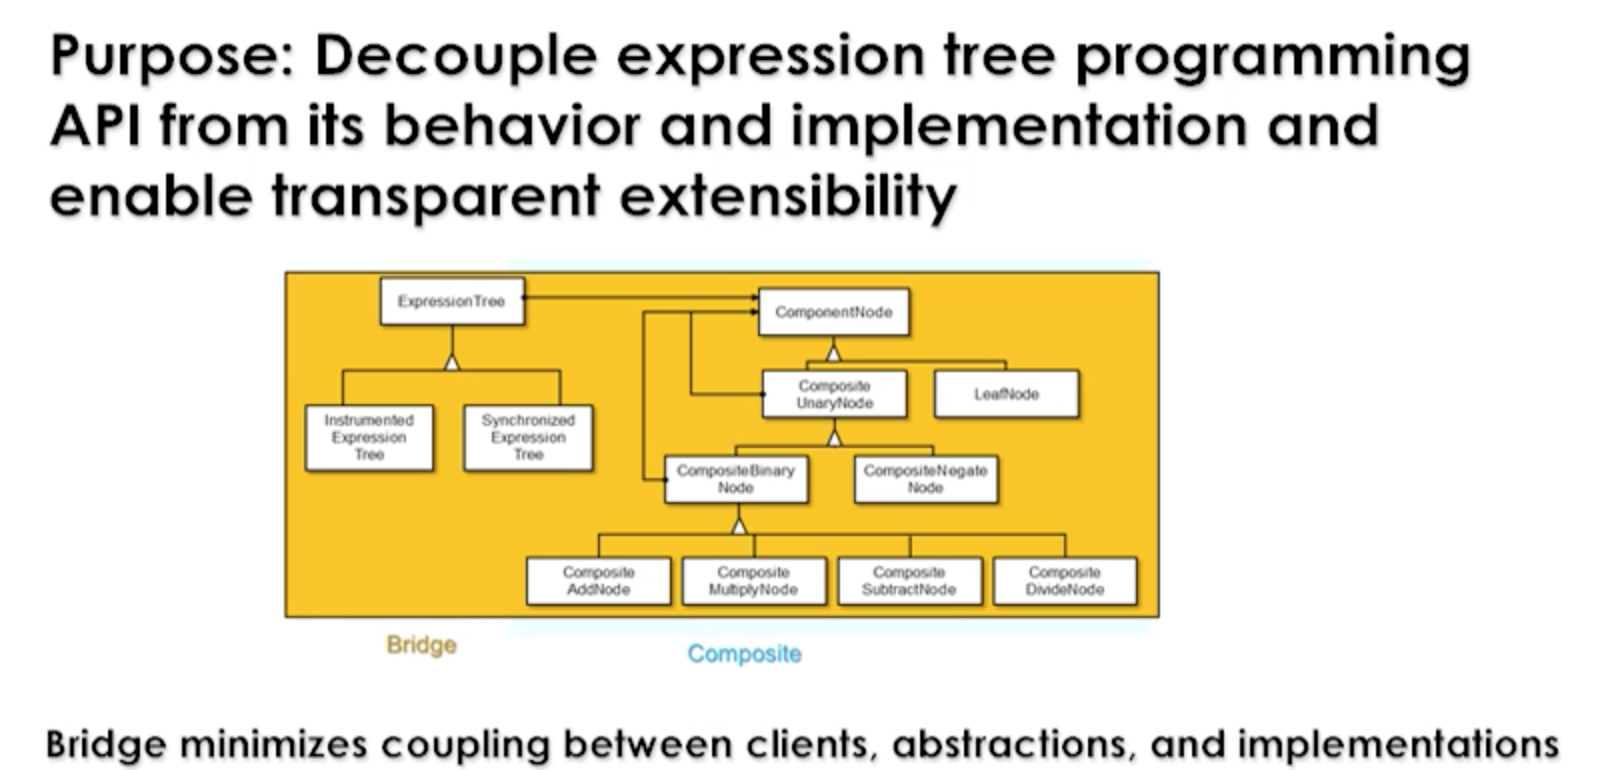 Purpose: Decouple expression tree programming
API from its behavior and implementation and
enable transparent extensibility
ExpressionTree
ComponentNode
Instrumented
Expression
Tree
Synchronized
Expression
Tree
Composite
UnaryNode
LeafNode
CompositeBinary
Node
CompositeNegate
Node
Composite
AddNode
Composite
MultiplyNode
Composite
SubtractNode
Composite
DivideNode
Bridge
Composite
Bridge minimizes coupling between clients, abstractions, and implementations